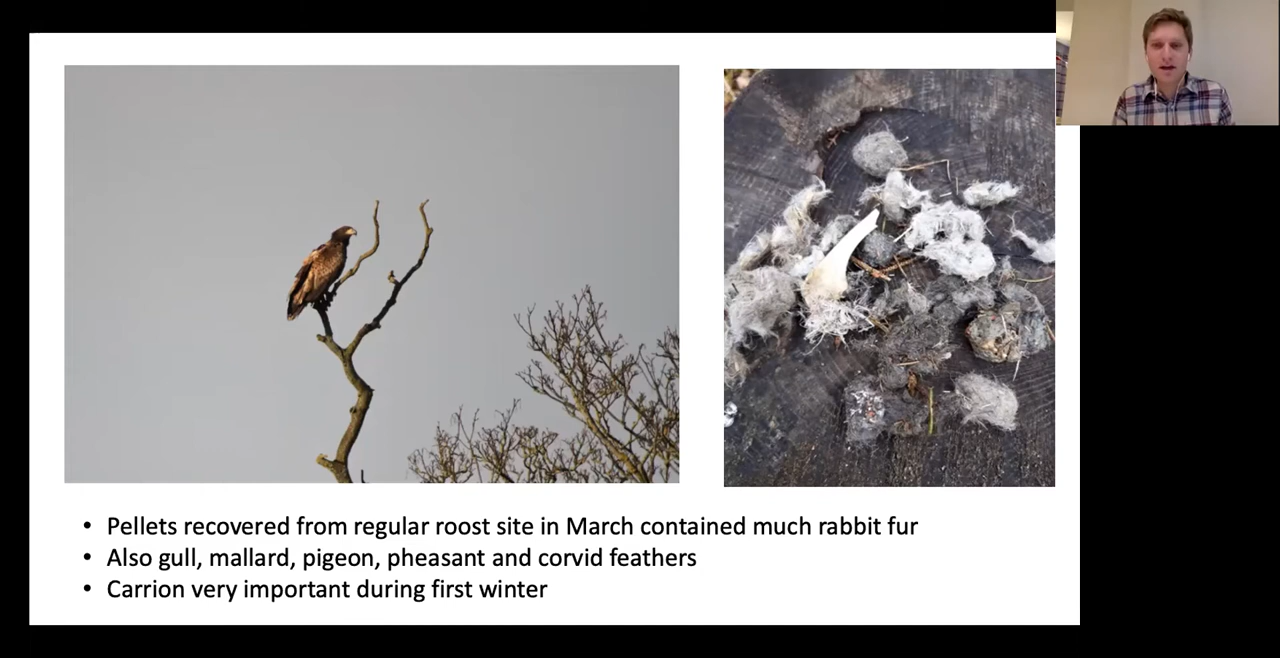 • Pellets recovered from regular roost site in March contained much rabbit fur
• Also gull, mallard, pigeon, pheasant and corvid feathers
• Carrion very important during first winter